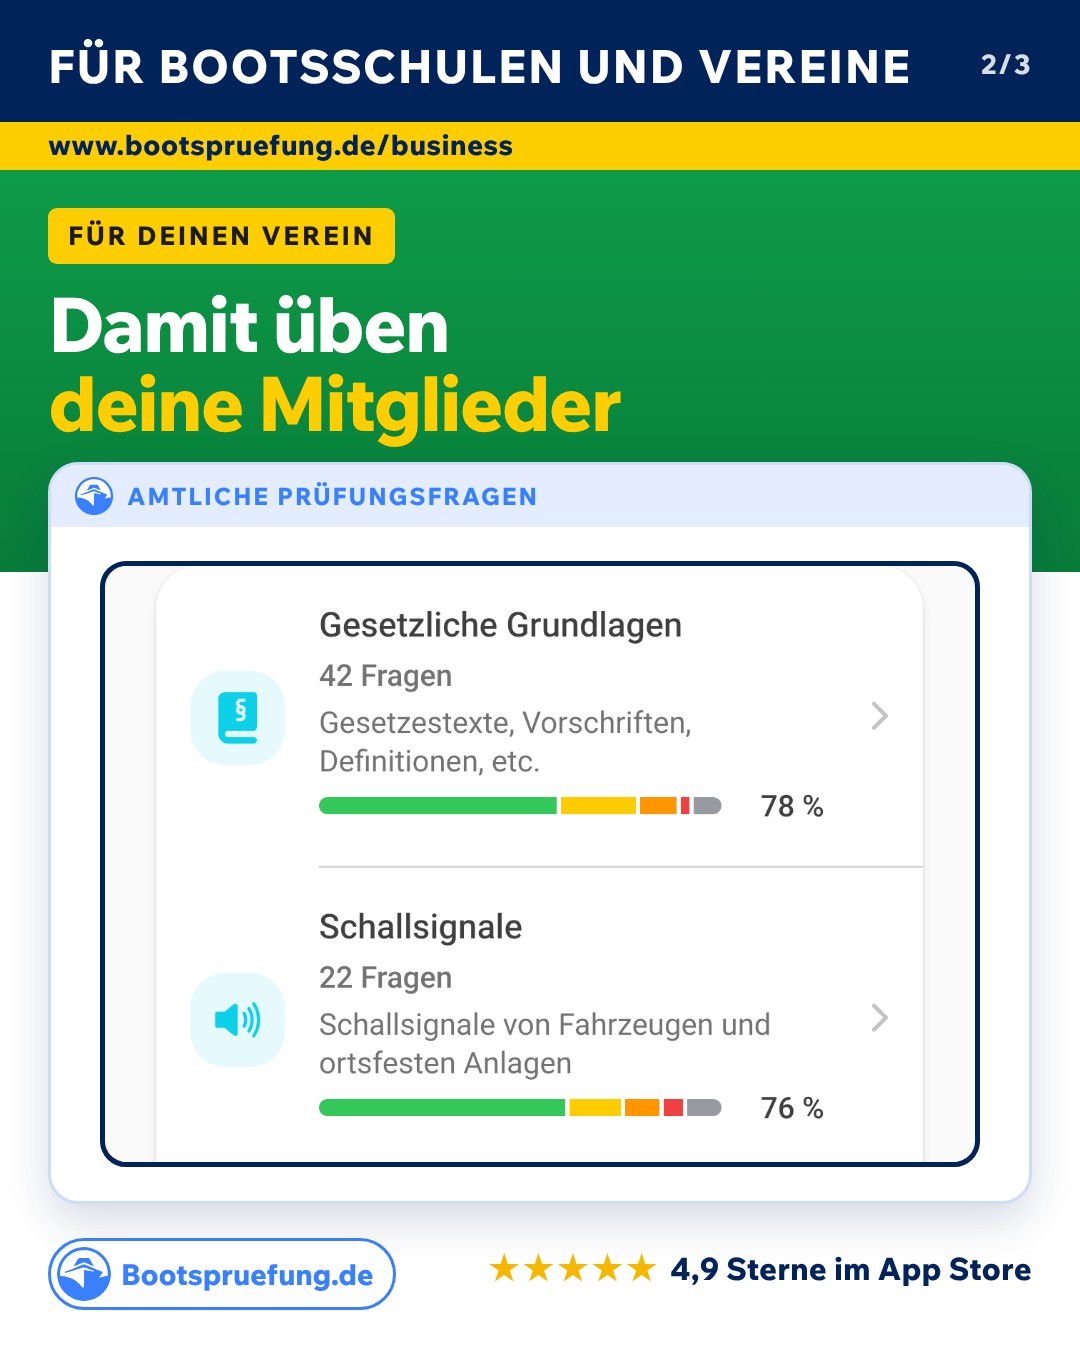 FÜR BOOTSSCHULEN UND VEREINE
2/3
www.bootspruefung.de/business
FÜR DEINEN VEREIN
Damit üben
deine Mitglieder
AMTLICHE PRÜFUNGSFRAGEN
Gesetzliche Grundlagen
42 Fragen
§
Gesetzestexte, Vorschriften,
Definitionen, etc.
78 %
Schallsignale
22 Fragen
Schallsignale von Fahrzeugen und
ortsfesten Anlagen
76 %
Bootspruefung.de
★★★★★ 4,9 Sterne im App Store